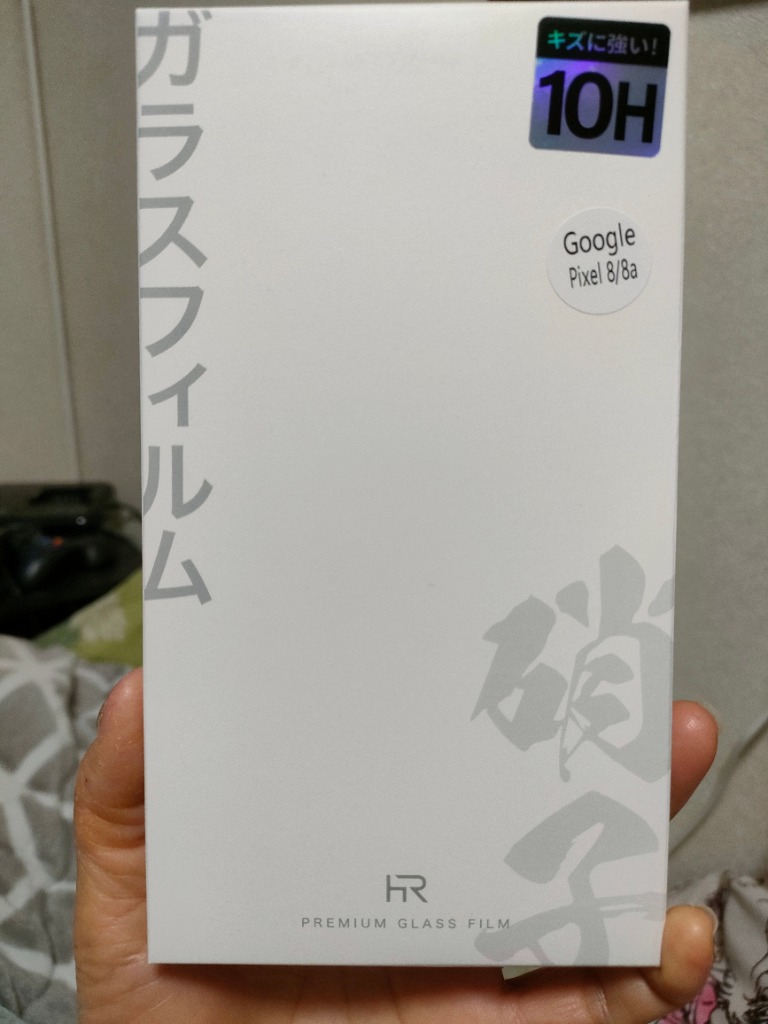 ガラスフィルム
キズに強い!
10H
Google
Pixel 8/8a
硝子
HR
PREMIUM GLASS FILM